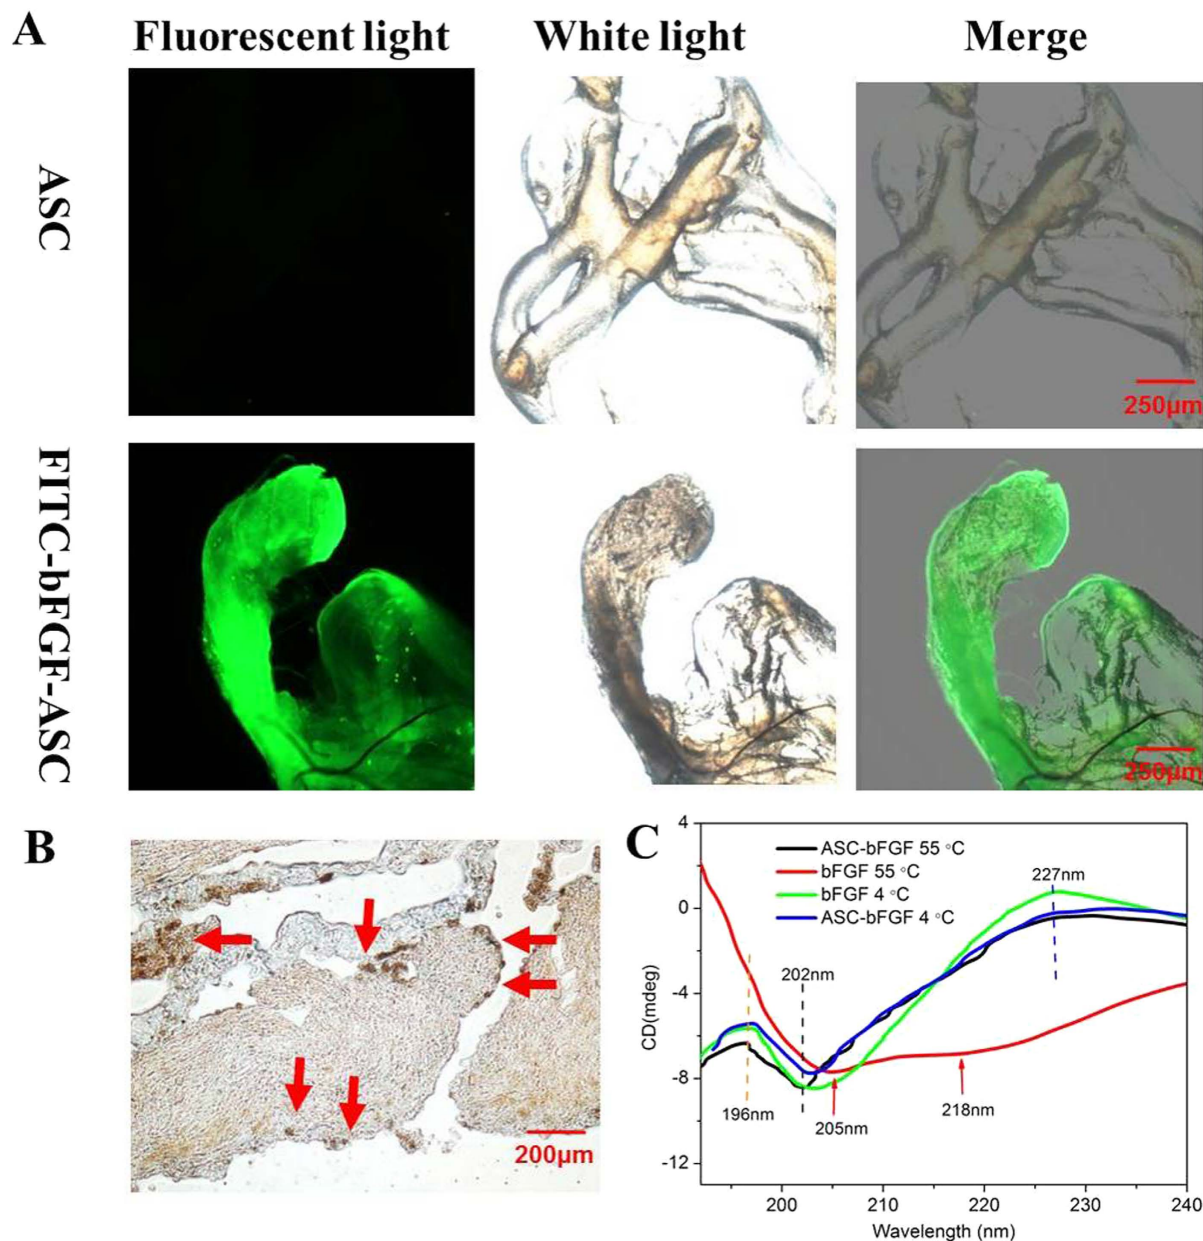 A
Fluorescent light
White light
Merge
ASC
250µm
FITC-bFGF-ASC
250µm
B
200µm
C
4
0
-4
-8
-12
CD(mdeg)
ASC-bFGF 55 °C
bFGF 55 °C
bFGF 4 °C
ASC-bFGF 4 °C
227nm
202nm
196nm
205nm
218nm
200
210
220
230
240
Wavelength (nm)